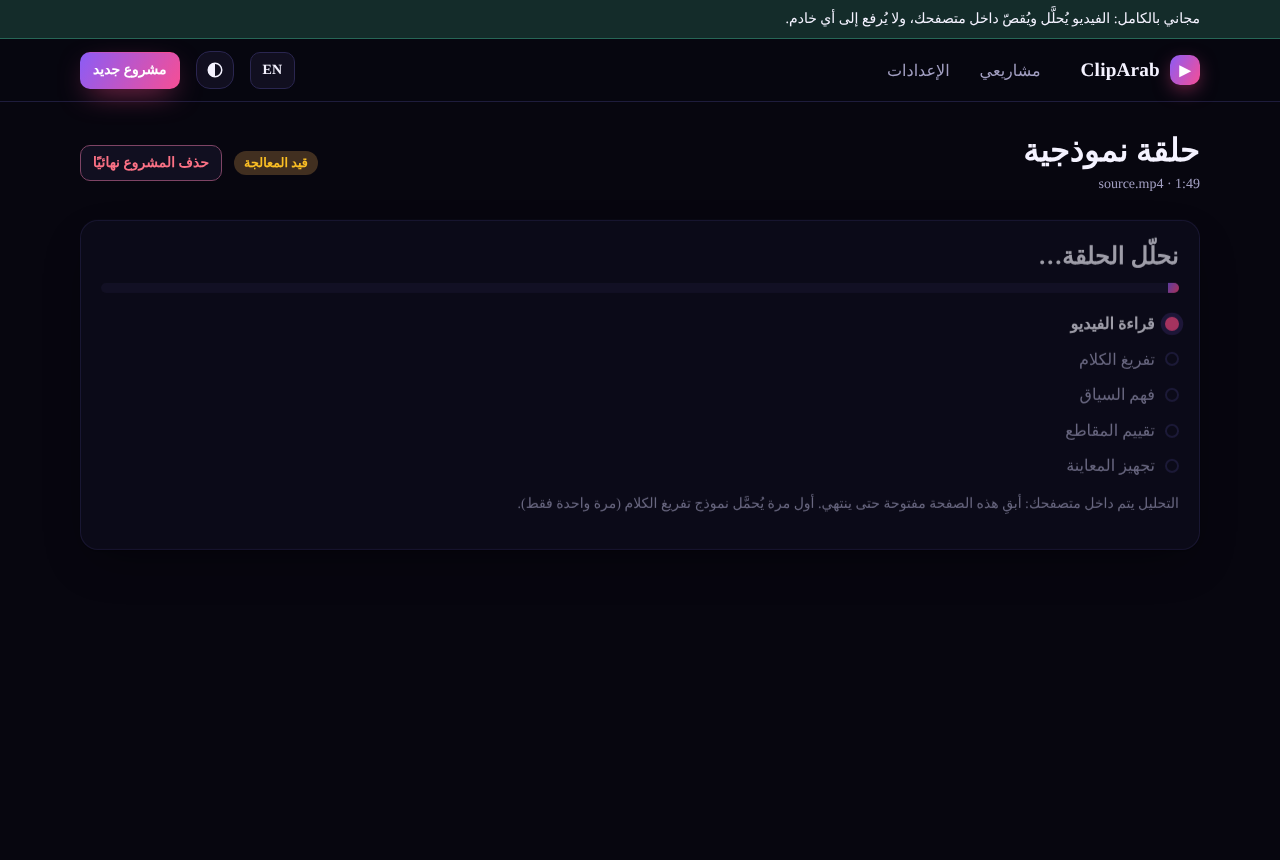 مجاني بالكامل: الفيديو يُحلَّل ويُقصّ داخل متصفحك، ولا يُرفع إلى أي خادم.
ClipArab
مشاريعي
الإعدادات
EN
مشروع جديد
حلقة نموذجية
source.mp4 · 1:49
قيد المعالجة
حذف المشروع نهائيًا
نحلّل الحلقة…
قراءة الفيديو
تفريغ الكلام
فهم السياق
تقييم المقاطع
تجهيز المعاينة
التحليل يتم داخل متصفحك: أبقِ هذه الصفحة مفتوحة حتى ينتهي. أول مرة يُحمَّل نموذج تفريغ الكلام (مرة واحدة فقط).